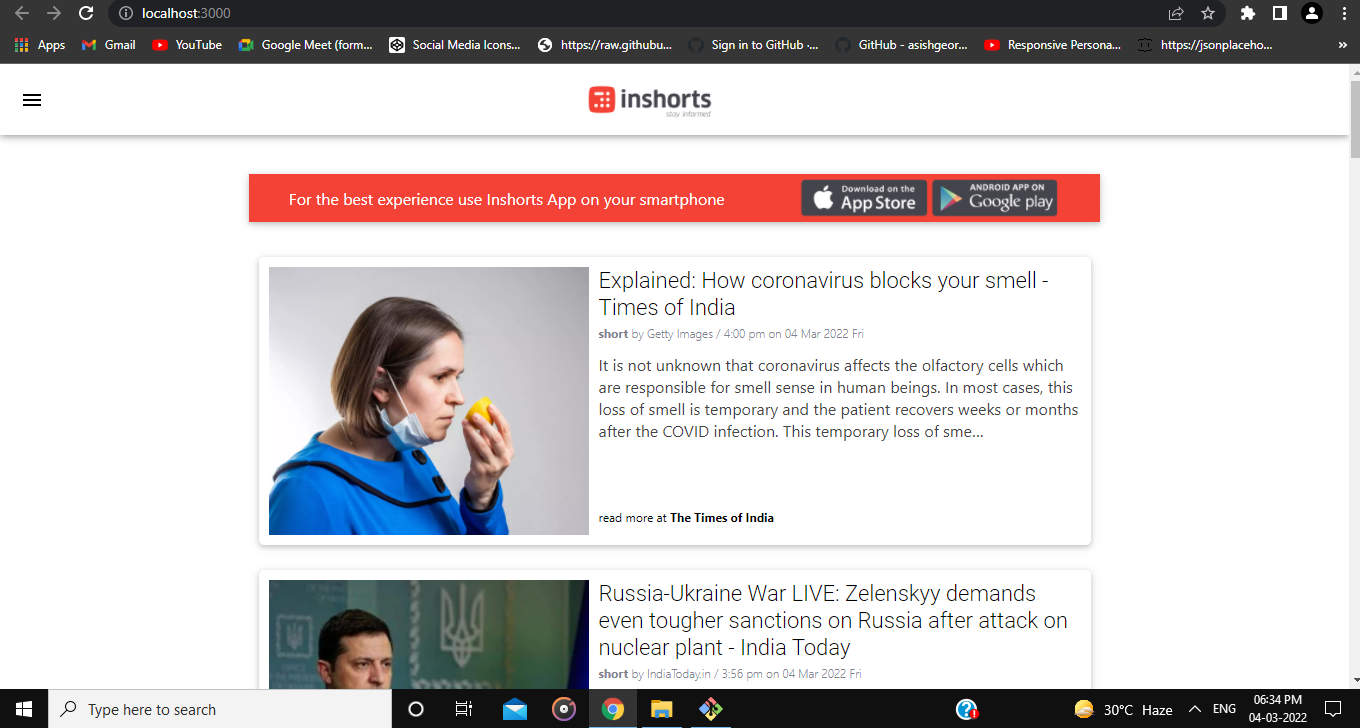 localhost:3000
Apps
Gmail
YouTube
Google Meet (form...
Social Media Icons...
https://raw.githubu...
Sign in to GitHub ·...
GitHub - asishgeor...
Responsive Persona...
https://jsonplaceho...
»
inshorts
stay informed
For the best experience use Inshorts App on your smartphone
Download on the
App Store
ANDROID APP ON
Google play
Explained: How coronavirus blocks your smell -
Times of India
short by Getty Images / 4:00 pm on 04 Mar 2022 Fri
It is not unknown that coronavirus affects the olfactory cells which
are responsible for smell sense in human beings. In most cases, this
loss of smell is temporary and the patient recovers weeks or months
after the COVID infection. This temporary loss of sme...
read more at The Times of India
Russia-Ukraine War LIVE: Zelenskyy demands
even tougher sanctions on Russia after attack on
nuclear plant - India Today
short by IndiaToday.in / 3:56 pm on 04 Mar 2022 Fri
Type here to search
30°C Haze
ENG
06:34 PM
04-03-2022